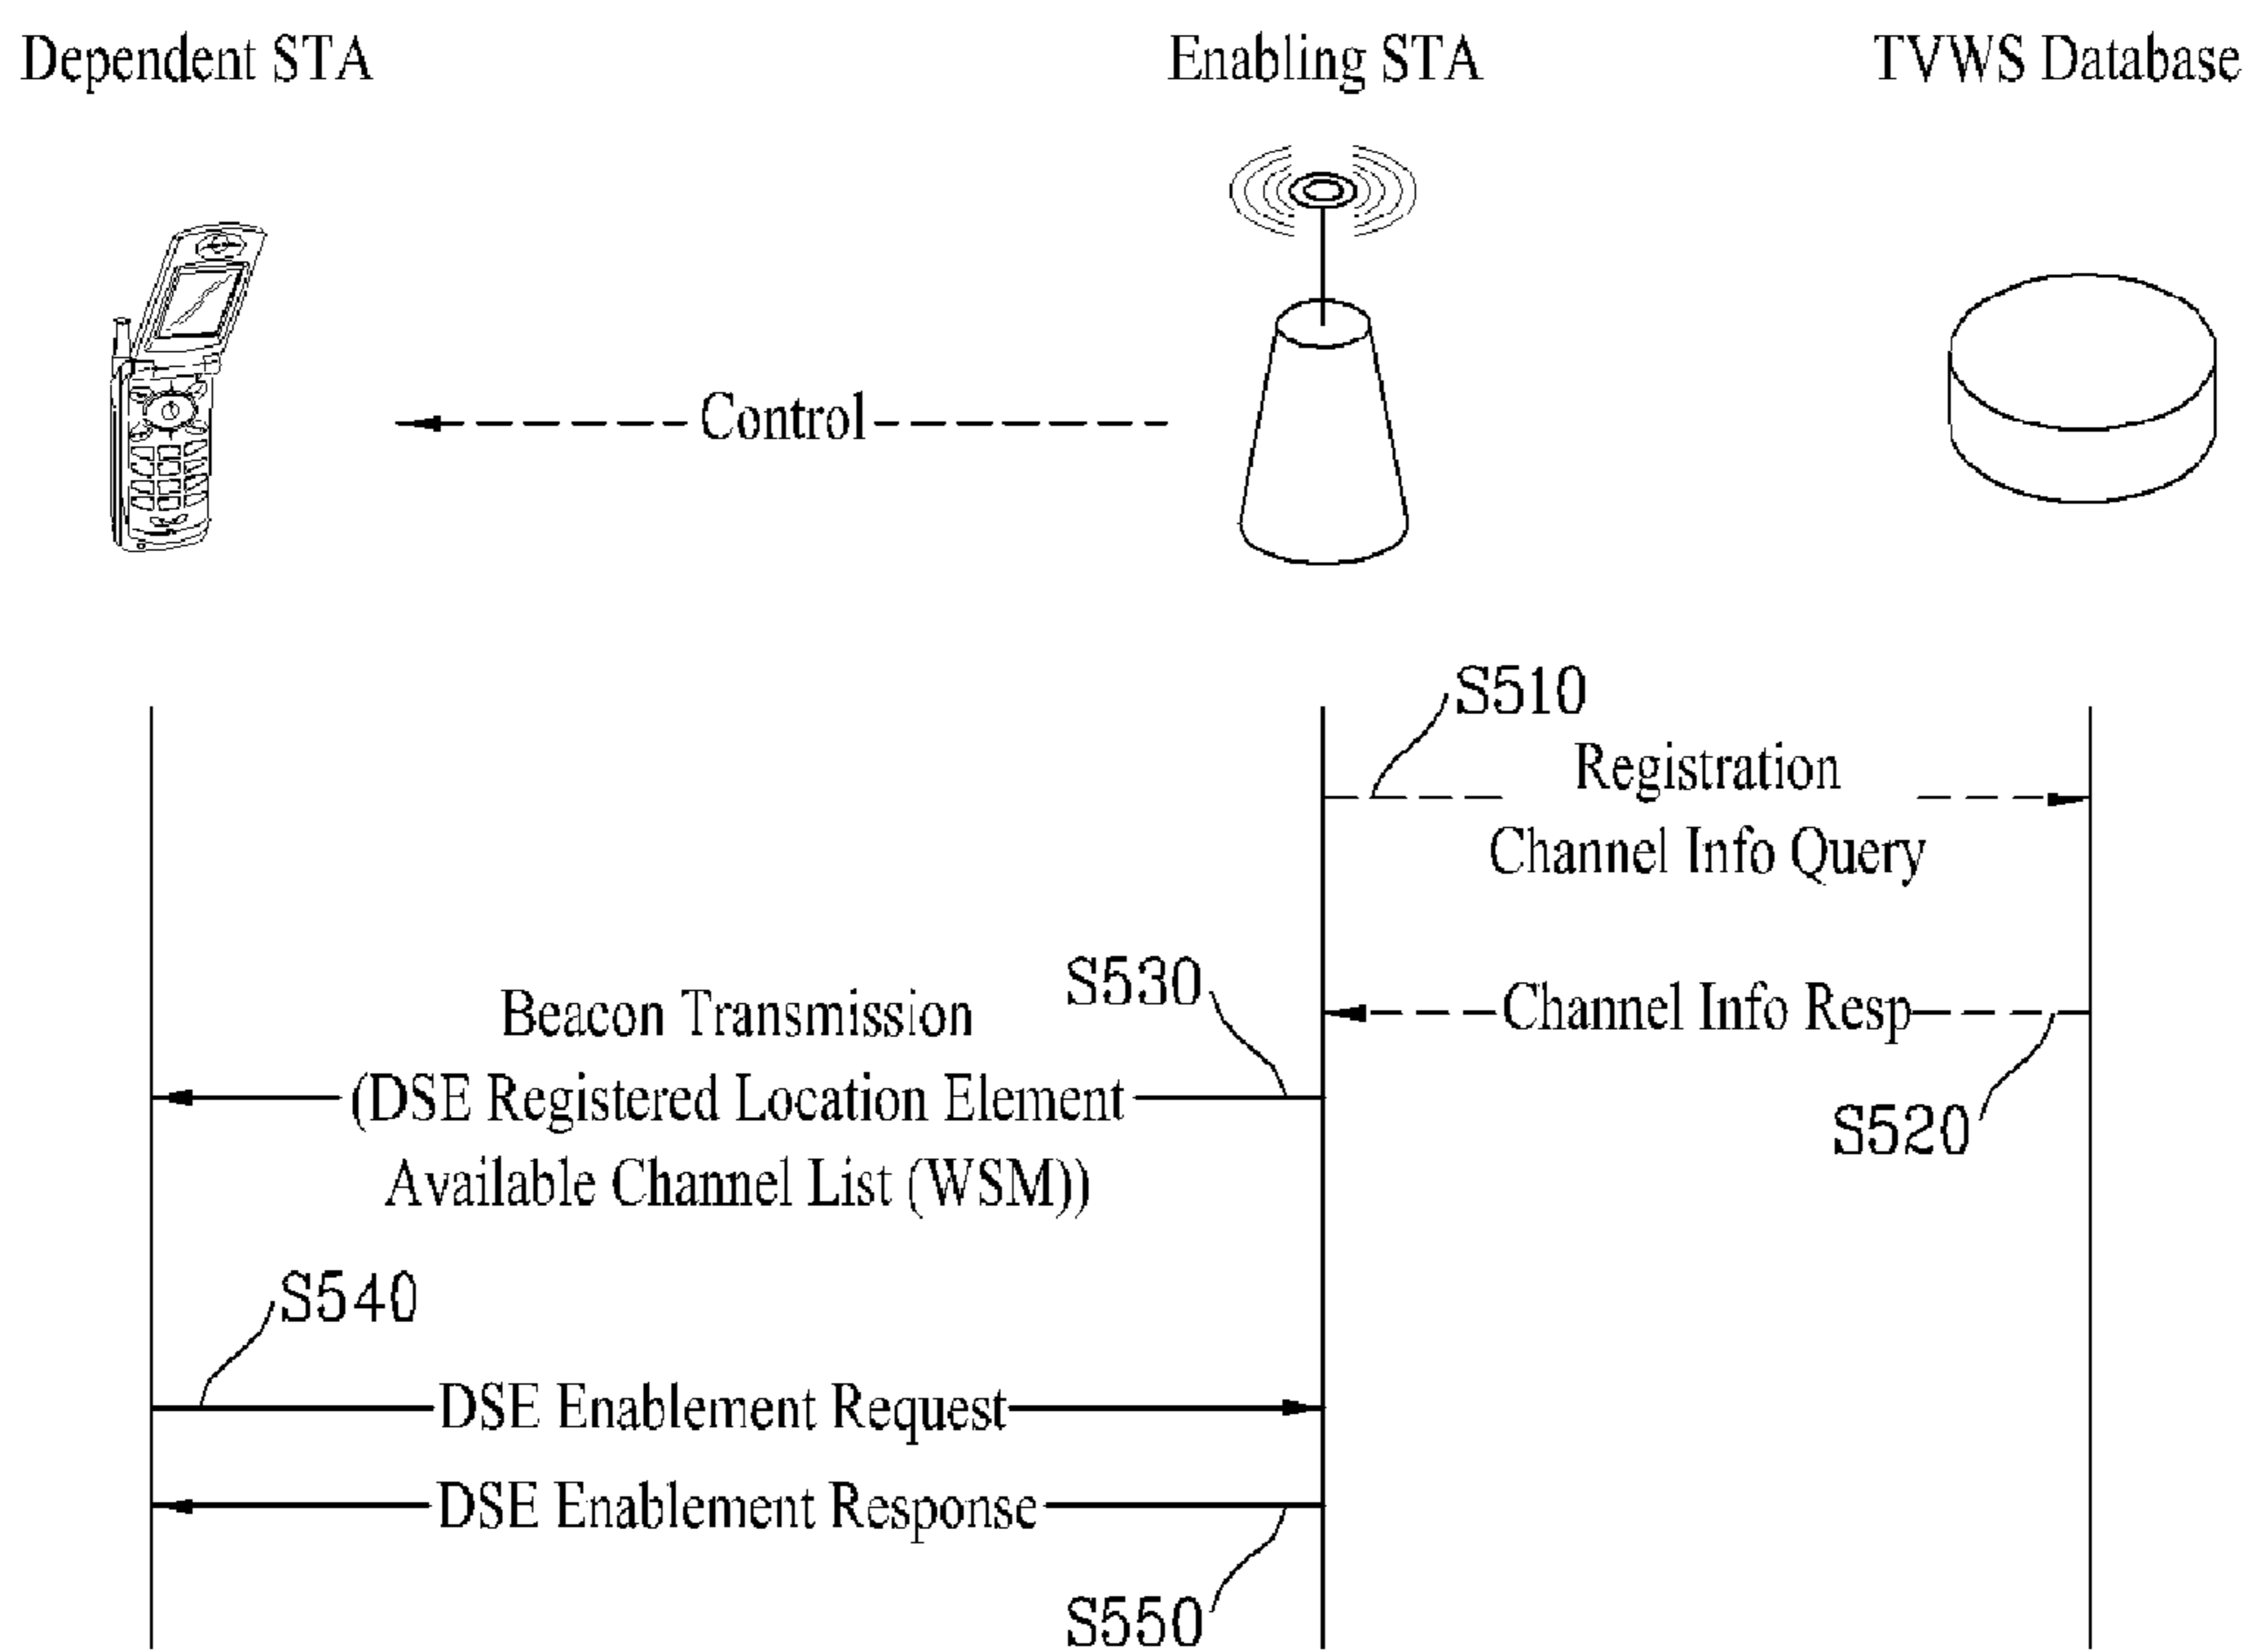 Dependent STA
Enabling STA
TVWS Database
Control
S510
Registration
Channel Info Query
S530
Channel Info Resp
Beacon Transmission
(DSE Registered Location Element
S520
Available Channel List (WSM))
S540
DSE Enablement Request
DSE Enablement Response
S550